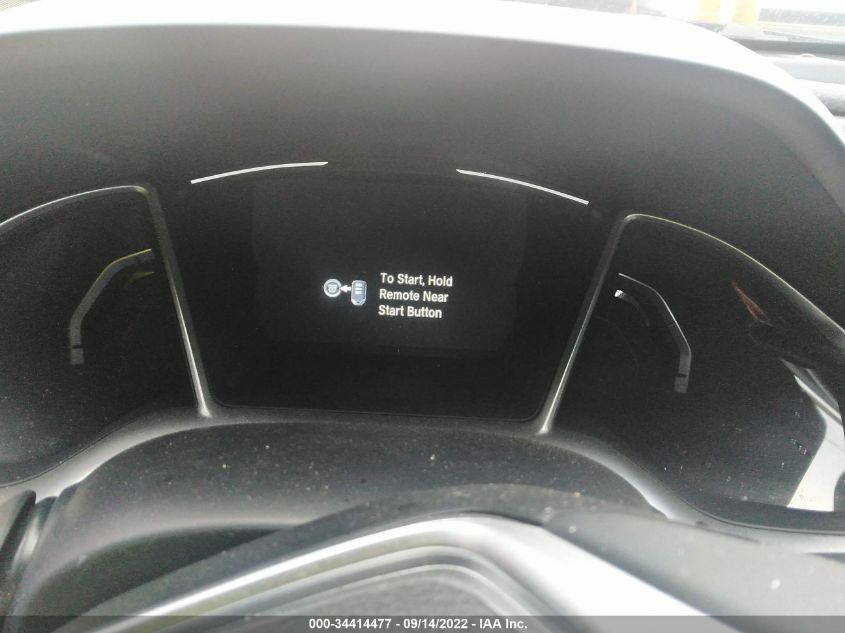 To Start, Hold
Remote Near
Start Button
000-34414477 - 09/14/2022 - IAA Inc.